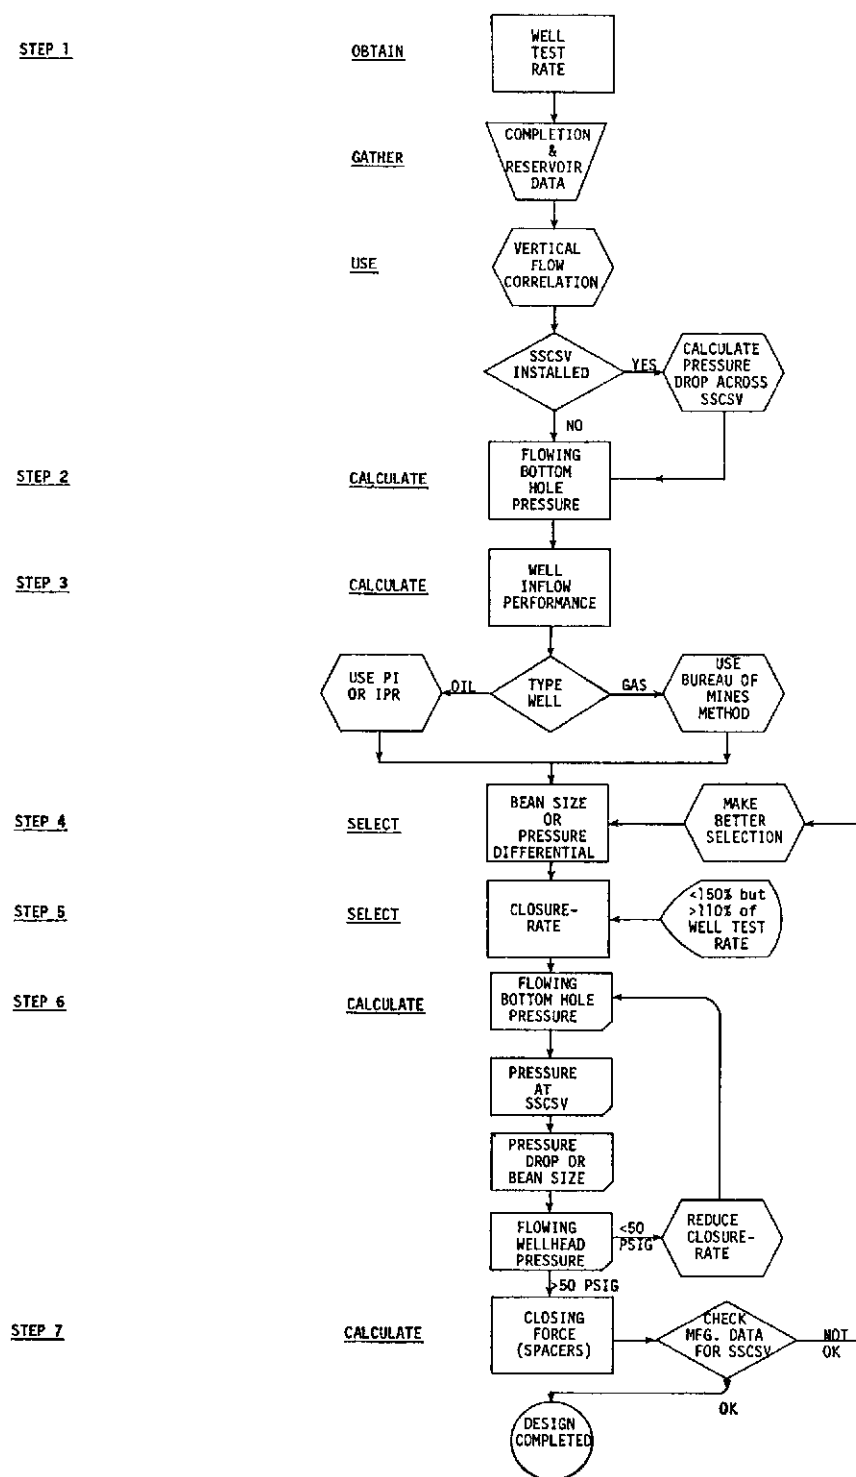 STEP 1
OBTAIN
WELL
TEST
RATE
GATHER
COMPLETION
&
RESERVOIR
DATA
USE
VERTICAL
FLOW
CORRELATION
SSCSV
INSTALLED
YES
CALCULATE
PRESSURE
DROP ACROSS
SSCSV
NO
STEP 2
CALCULATE
FLOWING
BOTTOM
HOLE
PRESSURE
STEP 3
CALCULATE
WELL
INFLOW
PERFORMANCE
USE PI
OR IPR
OIL
TYPE
WELL
GAS
USE
BUREAU OF
MINES
METHOD
STEP 4
SELECT
BEAN SIZE
OR
PRESSURE
DIFFERENTIAL
MAKE
BETTER
SELECTION
STEP 5
SELECT
CLOSURE-
RATE
<150% but
>110% of
WELL TEST
RATE
STEP 6
CALCULATE
FLOWING
BOTTOM HOLE
PRESSURE
PRESSURE
AT
SSCSV
PRESSURE
DROP OR
BEAN SIZE
FLOWING
WELLHEAD
PRESSURE
<50
PSIG
REDUCE
CLOSURE-
RATE
>50 PSIG
STEP 7
CALCULATE
CLOSING
FORCE
(SPACERS)
CHECK
MFG. DATA
FOR SSCSV
NOT
OK
OK
DESIGN
COMPLETED